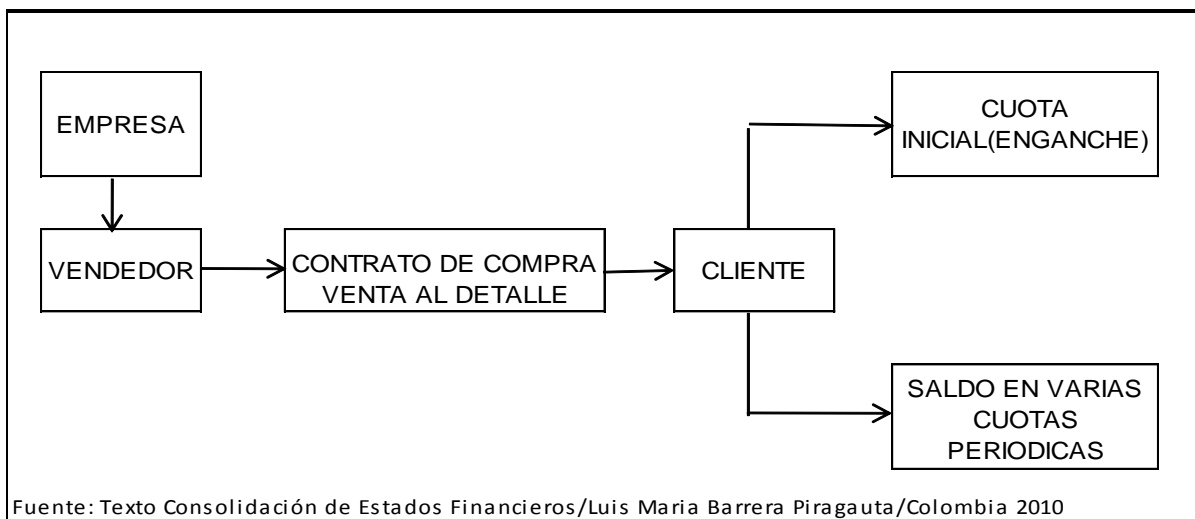 EMPRESA
VENDEDOR
CONTRATO DE COMPRA
VENTA AL DETALLE
CLIENTE
CUOTA
INICIAL(ENGANCHE)
SALDO EN VARIAS
CUOTAS
PERIODICAS
Fuente: Texto Consolidación de Estados Financieros/Luis Maria Barrera Piragauta/Colombia 2010